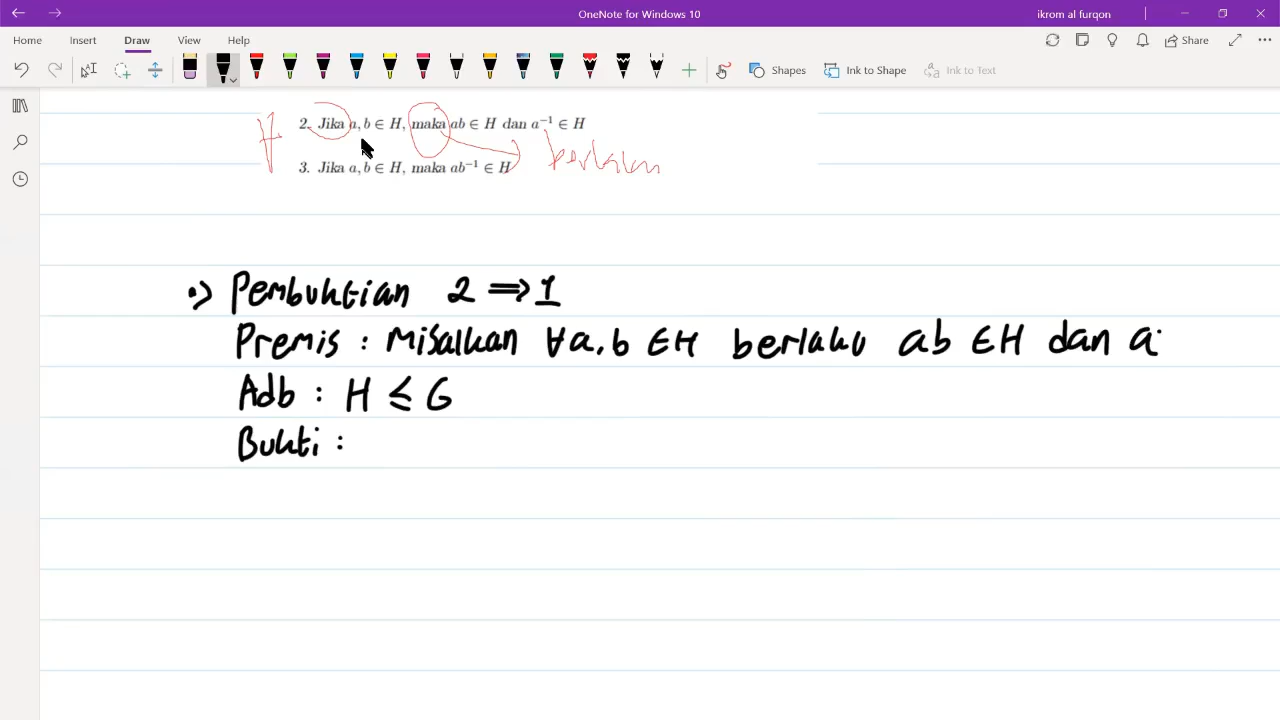 OneNote for Windows 10
ikrom al furqon
Home Insert Draw View Help
Share
Shapes Ink to Shape Ink to Text
∀ 2. Jika a, b ∈ H, maka ab ∈ H dan a⁻¹ ∈ H
berlaku
3. Jika a, b ∈ H, maka ab⁻¹ ∈ H
•) Pembuktian 2 ⟹ 1
Premis : Misalkan ∀a, b ∈ H berlaku ab ∈ H dan a
Adb : H ≤ G
Bukti :